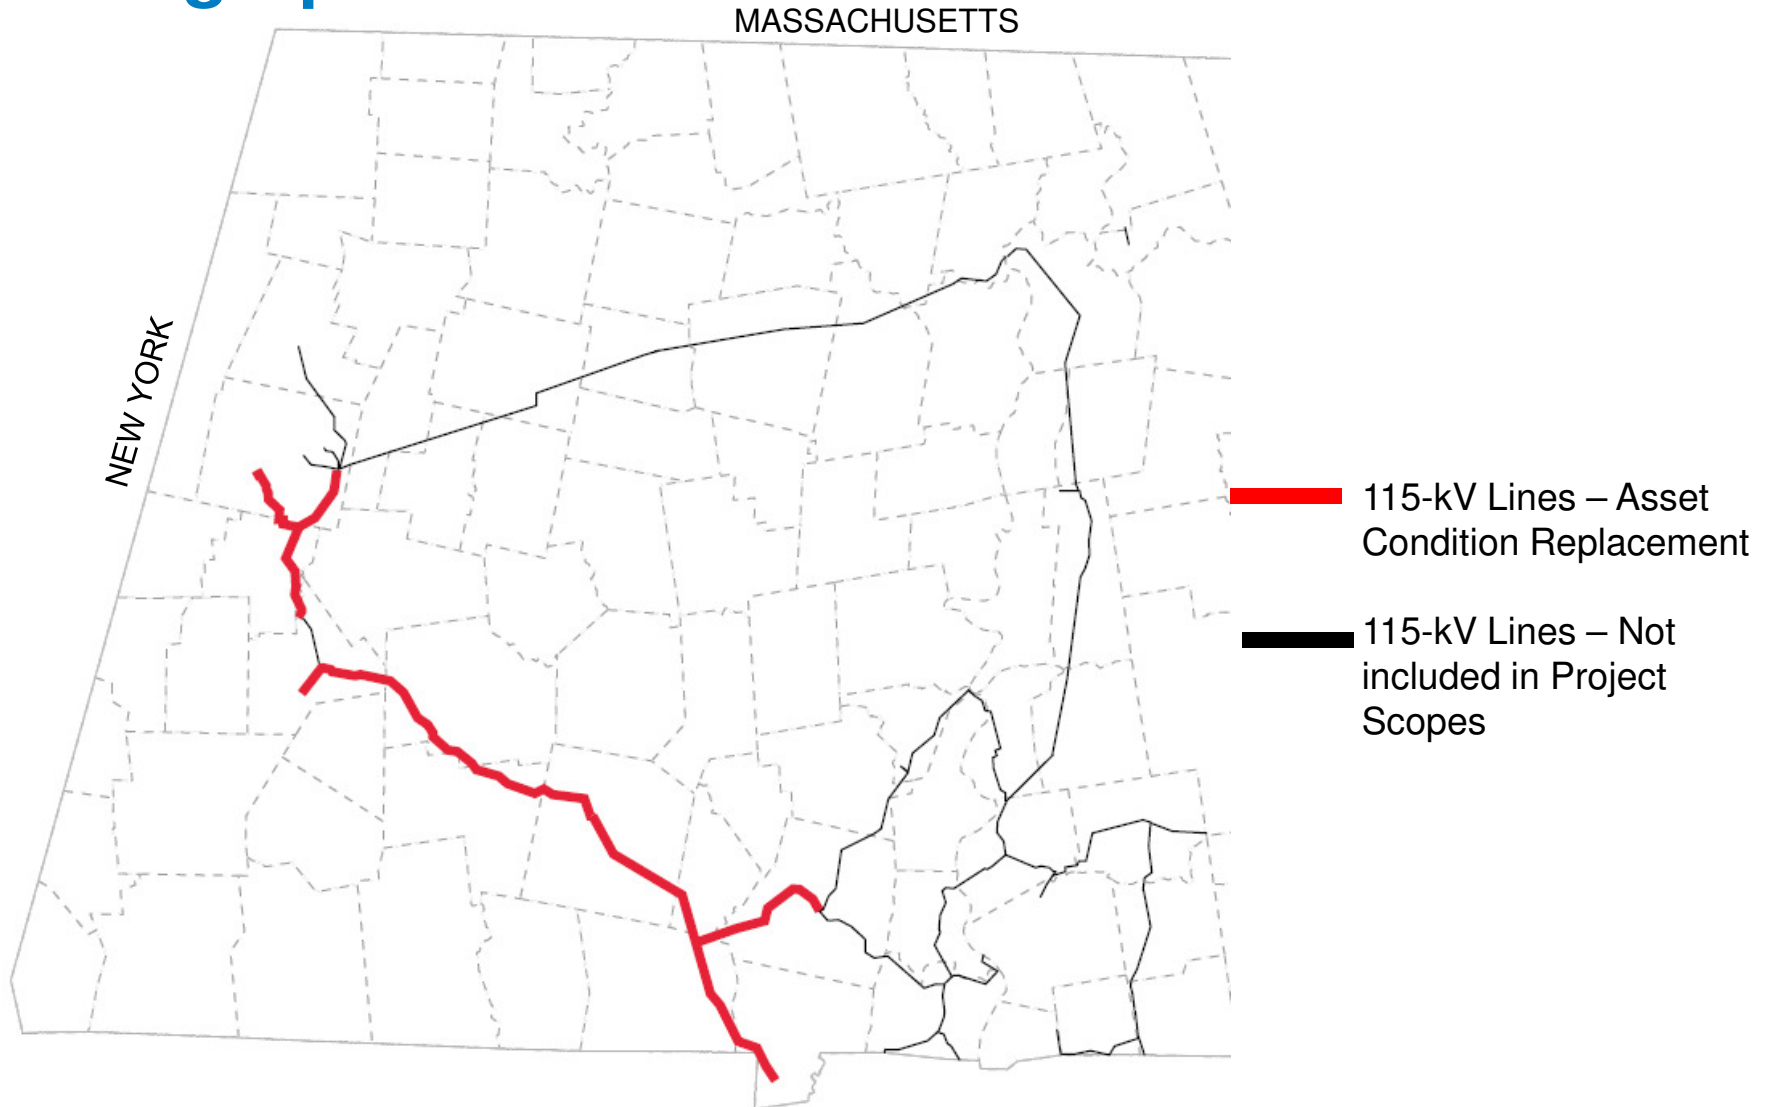 MASSACHUSETTS
NEW YORK
115-kV Lines – Asset
Condition Replacement
115-kV Lines – Not
included in Project
Scopes